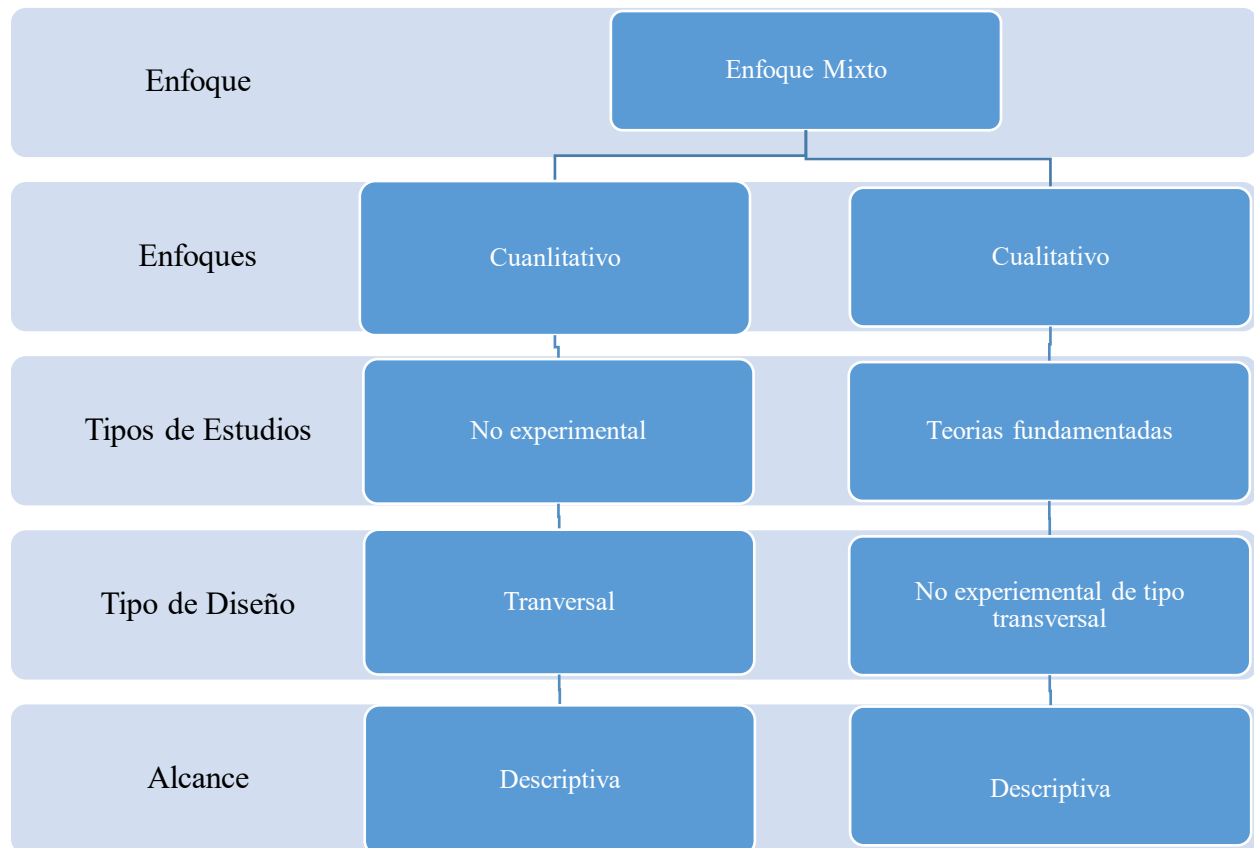 Enfoque
Enfoque Mixto
Enfoques
Cuanlitativo
Cualitativo
Tipos de Estudios
No experimental
Teorias fundamentadas
Tipo de Diseño
Tranversal
No experiemental de tipo
transversal
Alcance
Descriptiva
Descriptiva